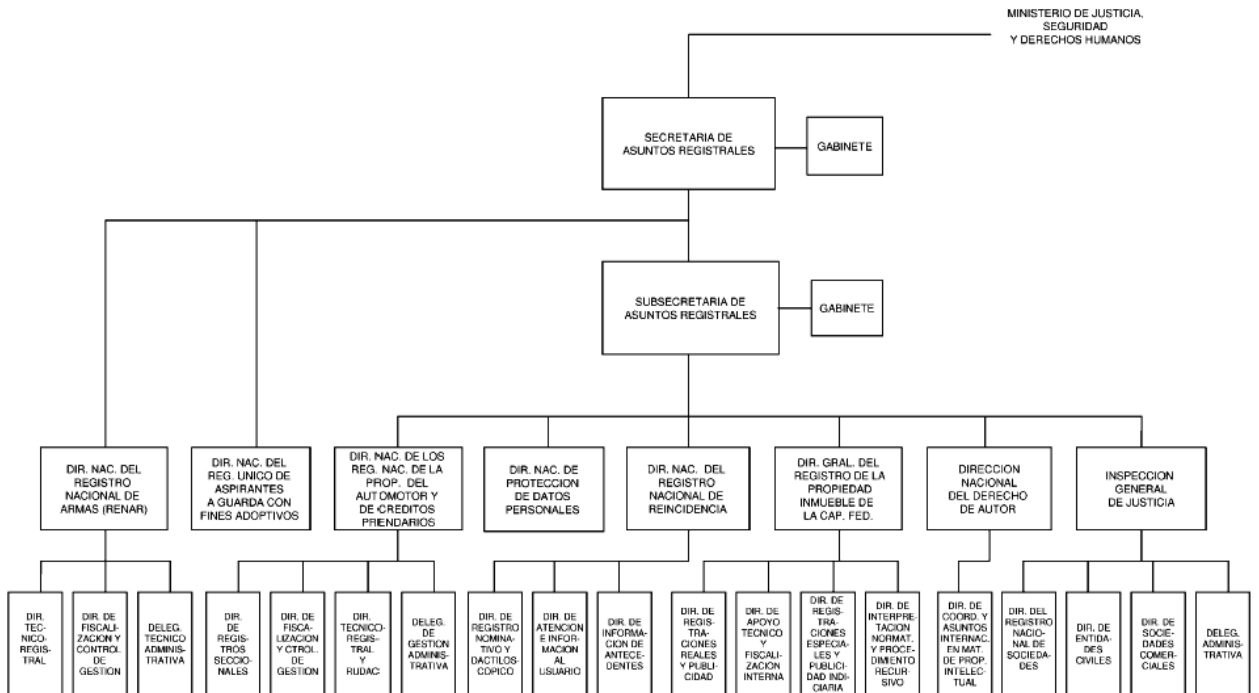 MINISTERIO DE JUSTICIA,
SEGURIDAD
Y DERECHOS HUMANOS
SECRETARIA DE
ASUNTOS REGISTRALES
GABINETE
SUBSECRETARIA DE
ASUNTOS REGISTRALES
GABINETE
DIR. NAC. DEL
REGISTRO
NACIONAL DE
ARMAS (RENAR)
DIR. NAC. DEL
REG. UNICO DE
ASPIRANTES
A GUARDA CON
FINES ADOPTIVOS
DIR. NAC. DE LOS
REG. NAC. DE LA
PROP. DEL
AUTOMOTOR Y
DE CREDITOS
PRENDARIOS
DIR. NAC. DE
PROTECCION
DE DATOS
PERSONALES
DIR. NAC. DEL
REGISTRO
NACIONAL DE
REINCIDENCIA
DIR. GRAL. DEL
REGISTRO DE LA
PROPIEDAD
INMUEBLE DE
LA CAP. FED.
DIRECCION
NACIONAL
DEL DERECHO
DE AUTOR
INSPECCION
GENERAL
DE JUSTICIA
DIR.
TEC-
NICO-
REGIS-
TRAL
DIR. DE
FISCALI-
ZACION Y
CONTROL
DE
GESTION
DELEG.
TECNICO
ADMINIS-
TRATIVA
DIR.
DE
REGIS-
TROS
SECCIO-
NALES
DIR. DE
FISCA-
LIZACION
Y CTROL.
DE
GESTION
DIR.
TECNICO-
REGIS-
TRAL
Y
RUDAC
DELEG.
DE
GESTION
ADMINIS-
TRATIVA
DIR. DE
REGISTRO
NOMINA-
TIVO Y
DACTILOS-
COPICO
DIR. DE
ATENCION
E INFOR-
MACION
AL
USUARIO
DIR. DE
INFORMA-
CION DE
ANTECE-
DENTES
DIR. DE
REGIS-
TRA-
CIONES
REALES
Y PUBLI-
CIDAD
DIR. DE
APOYO
TECNICO
Y
FISCALI-
ZACION
INTERNA
DIR. DE
REGIS-
TRA-
CIONES
ESPECIA-
LES Y
PUBLICI-
DAD INDI-
CIARIA
DIR. DE
INTERPRE-
TACION
NORMAT.
Y PROCE-
DIMIENTO
RECUR-
SIVO
DIR. DE
COORD. Y
ASUNTOS
INTERNAC.
EN MAT.
DE PROP.
INTELEC-
TUAL
DIR. DEL
REGISTRO
NACIO-
NAL DE
SOCIEDA-
DES
DIR. DE
ENTIDA-
DES
CIVILES
DIR. DE
SOCIE-
DADES
COMER-
CIALES
DELEG.
ADMINIS-
TRATIVA